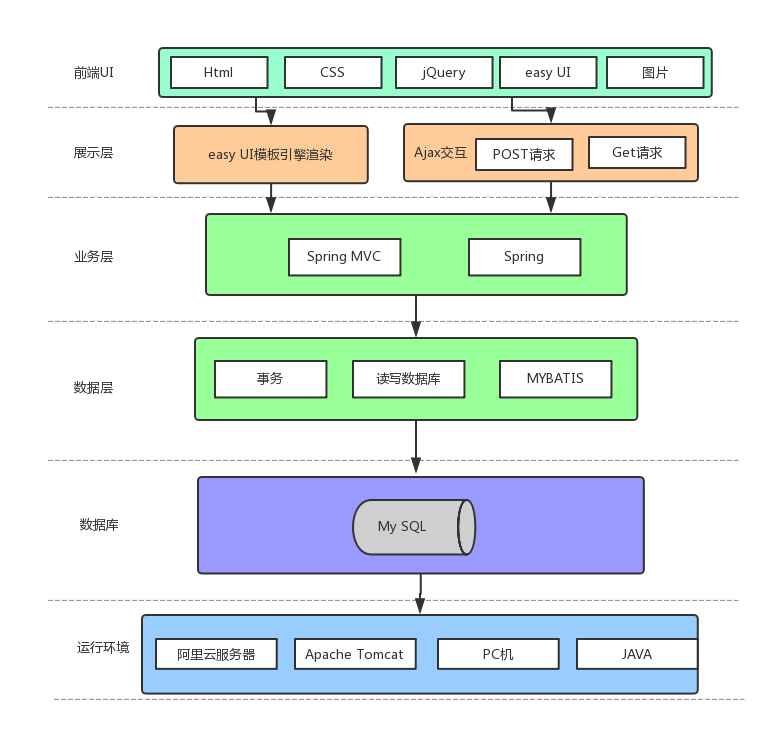 前端UI
Html
CSS
jQuery
easy UI
图片
展示层
easy UI模板引擎渲染
Ajax交互
POST请求
Get请求
业务层
Spring MVC
Spring
数据层
事务
读写数据库
MYBATIS
数据库
My SQL
运行环境
阿里云服务器
Apache Tomcat
PC机
JAVA